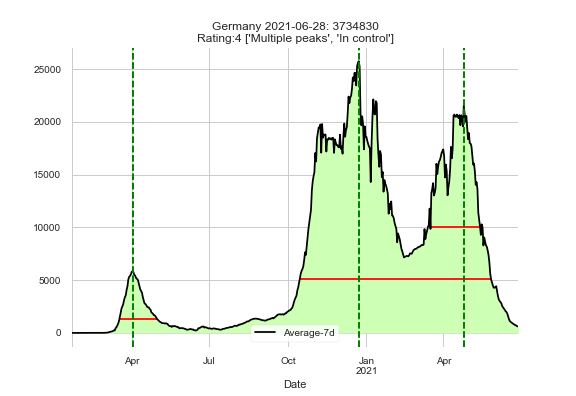 Germany 2021-06-28: 3734830
Rating:4 ['Multiple peaks', 'In control']
25000
20000
15000
10000
5000
0
Average-7d
Apr Jul Oct Jan Apr
2021
Date